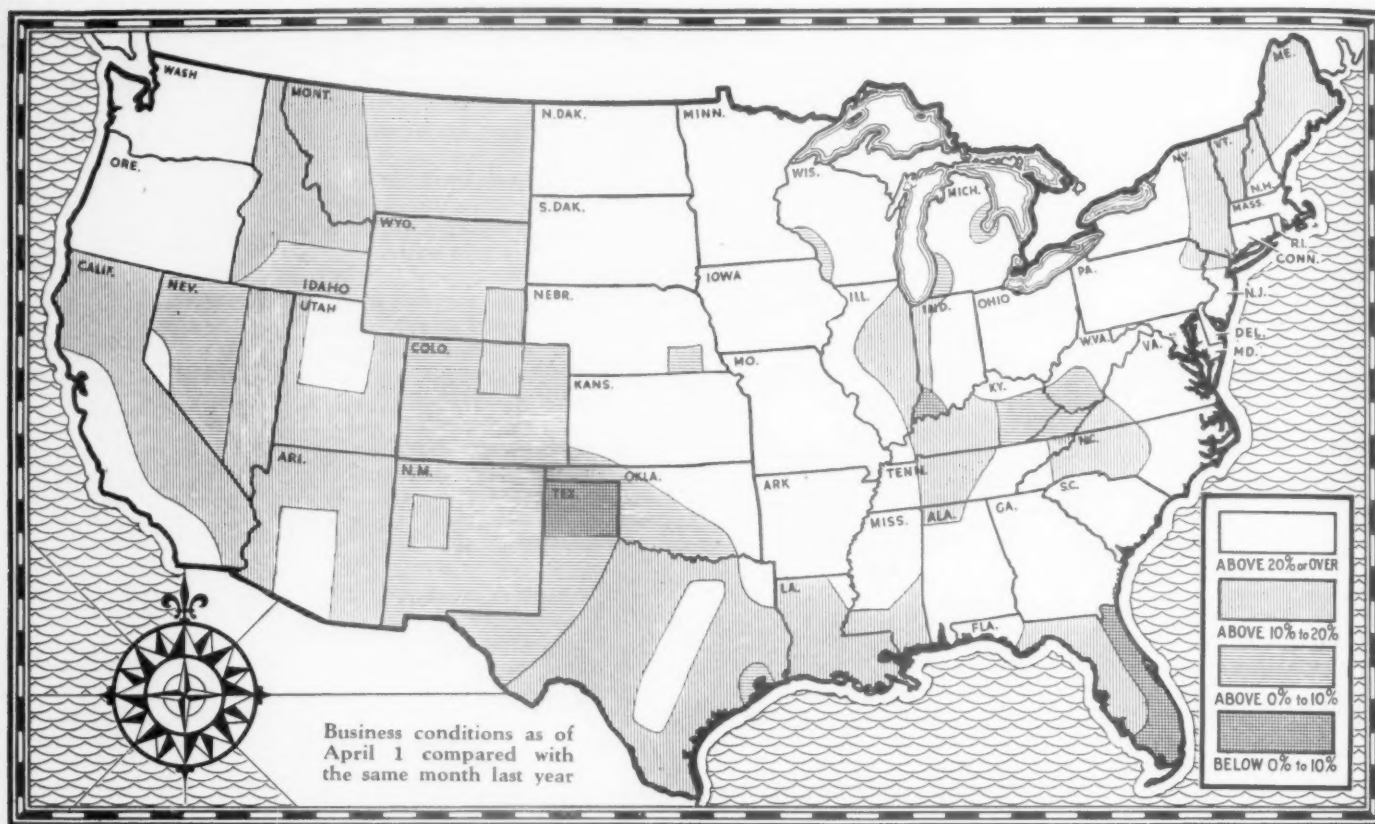 WASH
MONT.
N.DAK.
MINN.
ME.
ORE.
WIS.
MICH.
N.Y.
VT.
N.H.
MASS.
S.DAK.
WYO.
R.I.
CONN.
CALIF.
NEV.
IDAHO
UTAH
NEBR.
IOWA
ILL.
IND.
OHIO
PA.
N.J.
DEL.
MD.
COLO.
KANS.
MO.
KY.
W.VA.
VA.
ARI.
N.M.
OKLA.
TEX.
ARK
TENN.
N.C.
S.C.
MISS.
ALA.
GA.
LA.
FLA.
ABOVE 20% or OVER
ABOVE 10% to 20%
ABOVE 0% to 10%
BELOW 0% to 10%
Business conditions as of
April 1 compared with
the same month last year